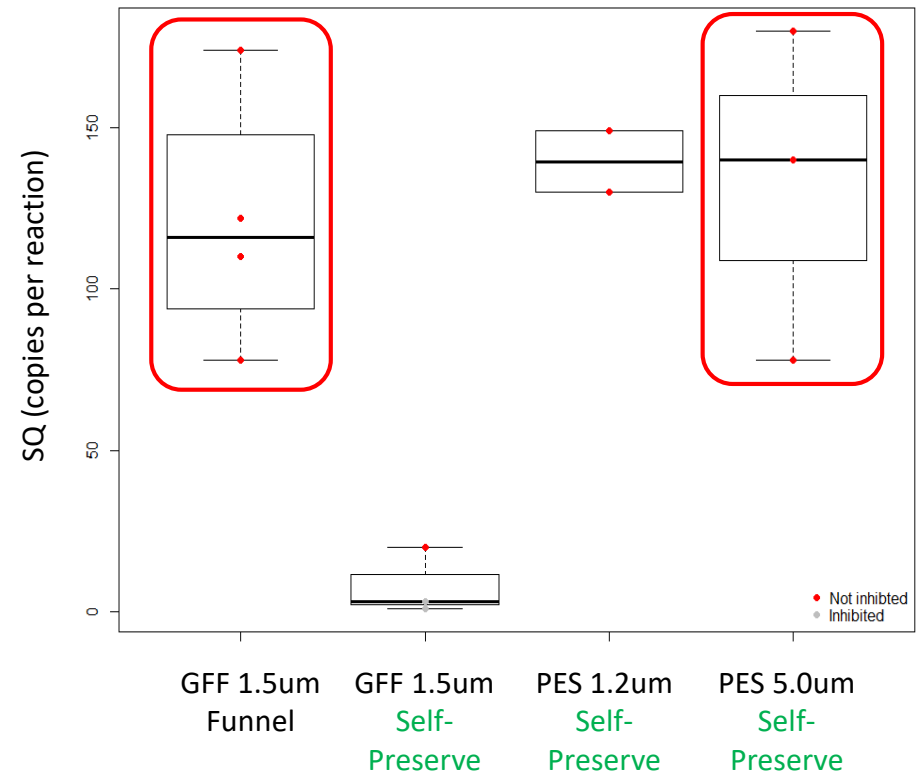 SQ (copies per reaction)
150
100
50
0
Not inhibted
Inhibited
GFF 1.5um
Funnel
GFF 1.5um
Self-
Preserve
PES 1.2um
Self-
Preserve
PES 5.0um
Self-
Preserve